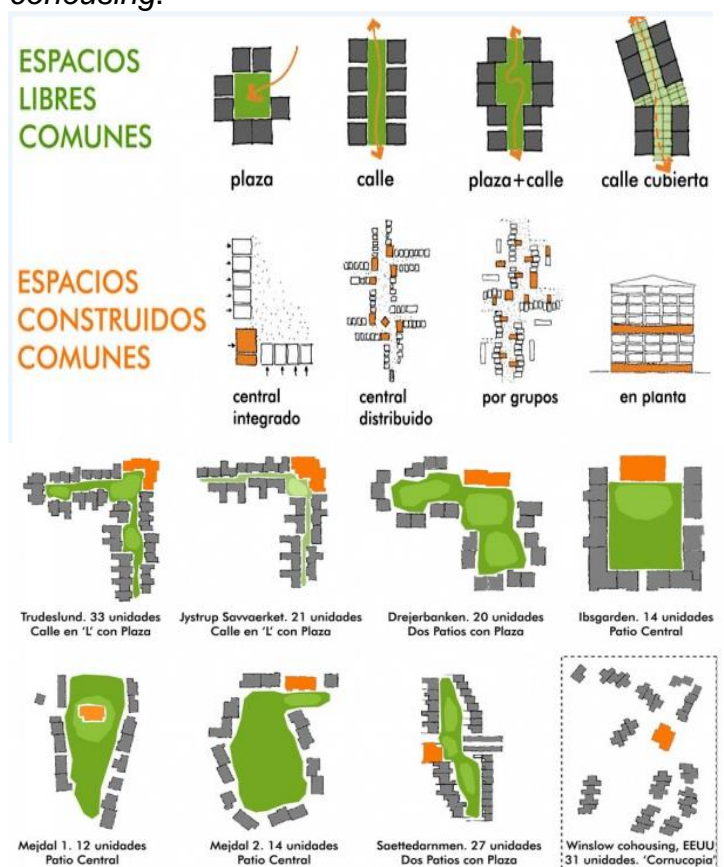 cohousing.
ESPACIOS
LIBRES
COMUNES
plaza
calle
plaza+calle
calle cubierta
ESPACIOS
CONSTRUIDOS
COMUNES
central
integrado
central
distribuido
por grupos
en planta
Trudeslund. 33 unidades
Calle en 'L' con Plaza
Jystrup Savvaerket. 21 unidades
Calle en 'L' con Plaza
Drejerbanken. 20 unidades
Dos Patios con Plaza
Ibsgarden. 14 unidades
Patio Central
Mejdal 1. 12 unidades
Patio Central
Mejdal 2. 14 unidades
Patio Central
Saettedarnmen. 27 unidades
Dos Patios con Plaza
Winslow cohousing, EEUU
31 unidades. 'Cornucopie